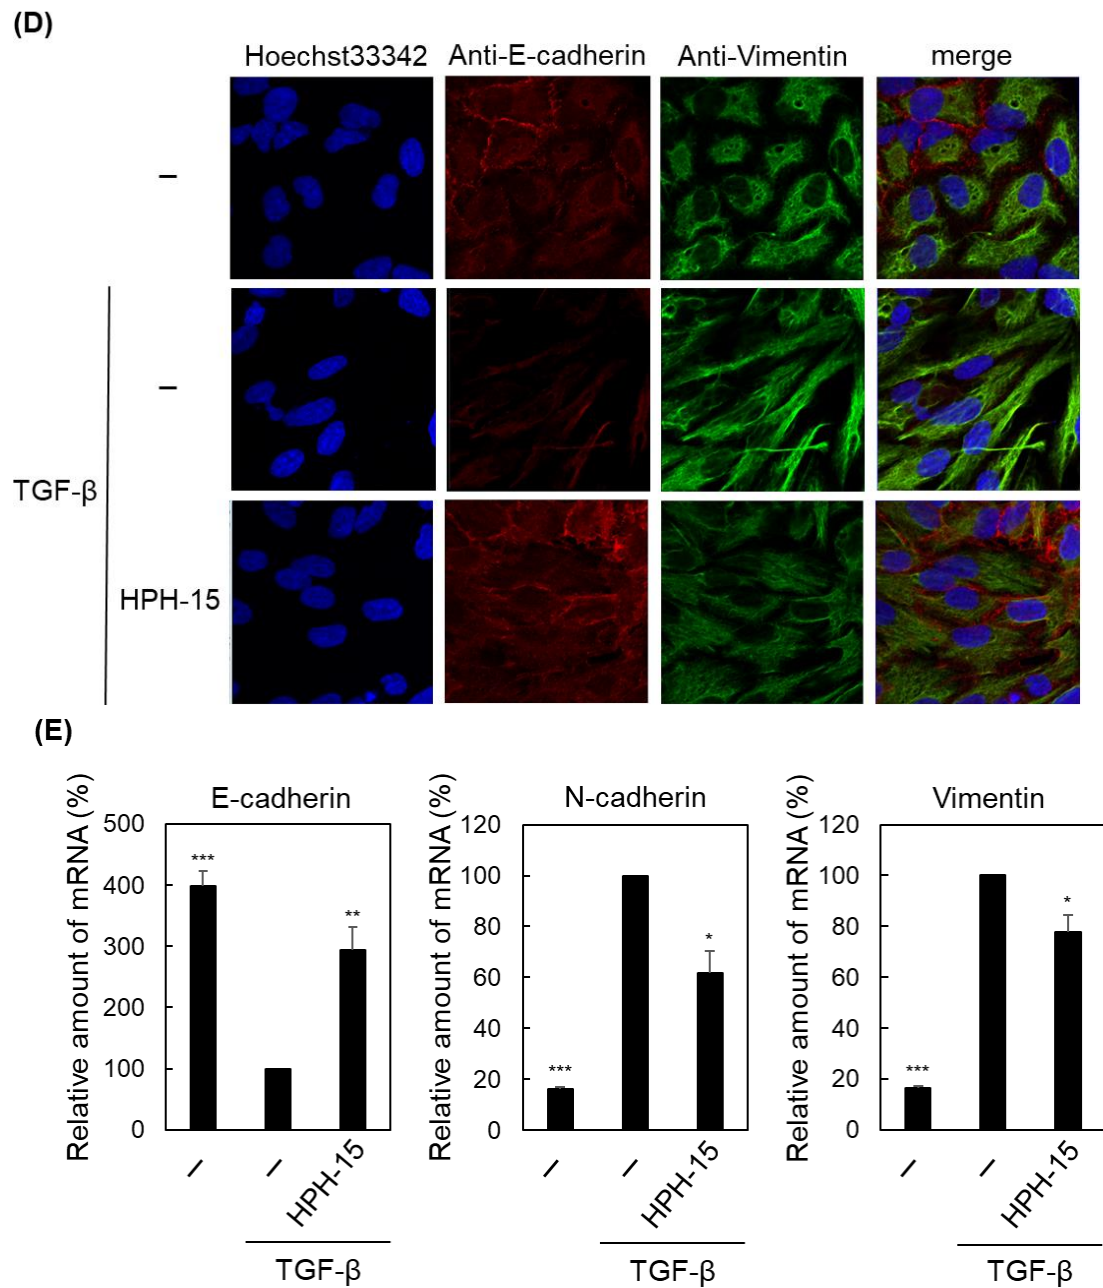 (D)
Hoechst33342 Anti-E-cadherin Anti-Vimentin merge
–
–
TGF-β
HPH-15
(E)
E-cadherin
Relative amount of mRNA (%)
500
400
300
200
100
0
***
**
–
–
HPH-15
TGF-β
N-cadherin
Relative amount of mRNA (%)
120
100
80
60
40
20
0
***
*
–
–
HPH-15
TGF-β
Vimentin
Relative amount of mRNA (%)
120
100
80
60
40
20
0
***
*
–
–
HPH-15
TGF-β